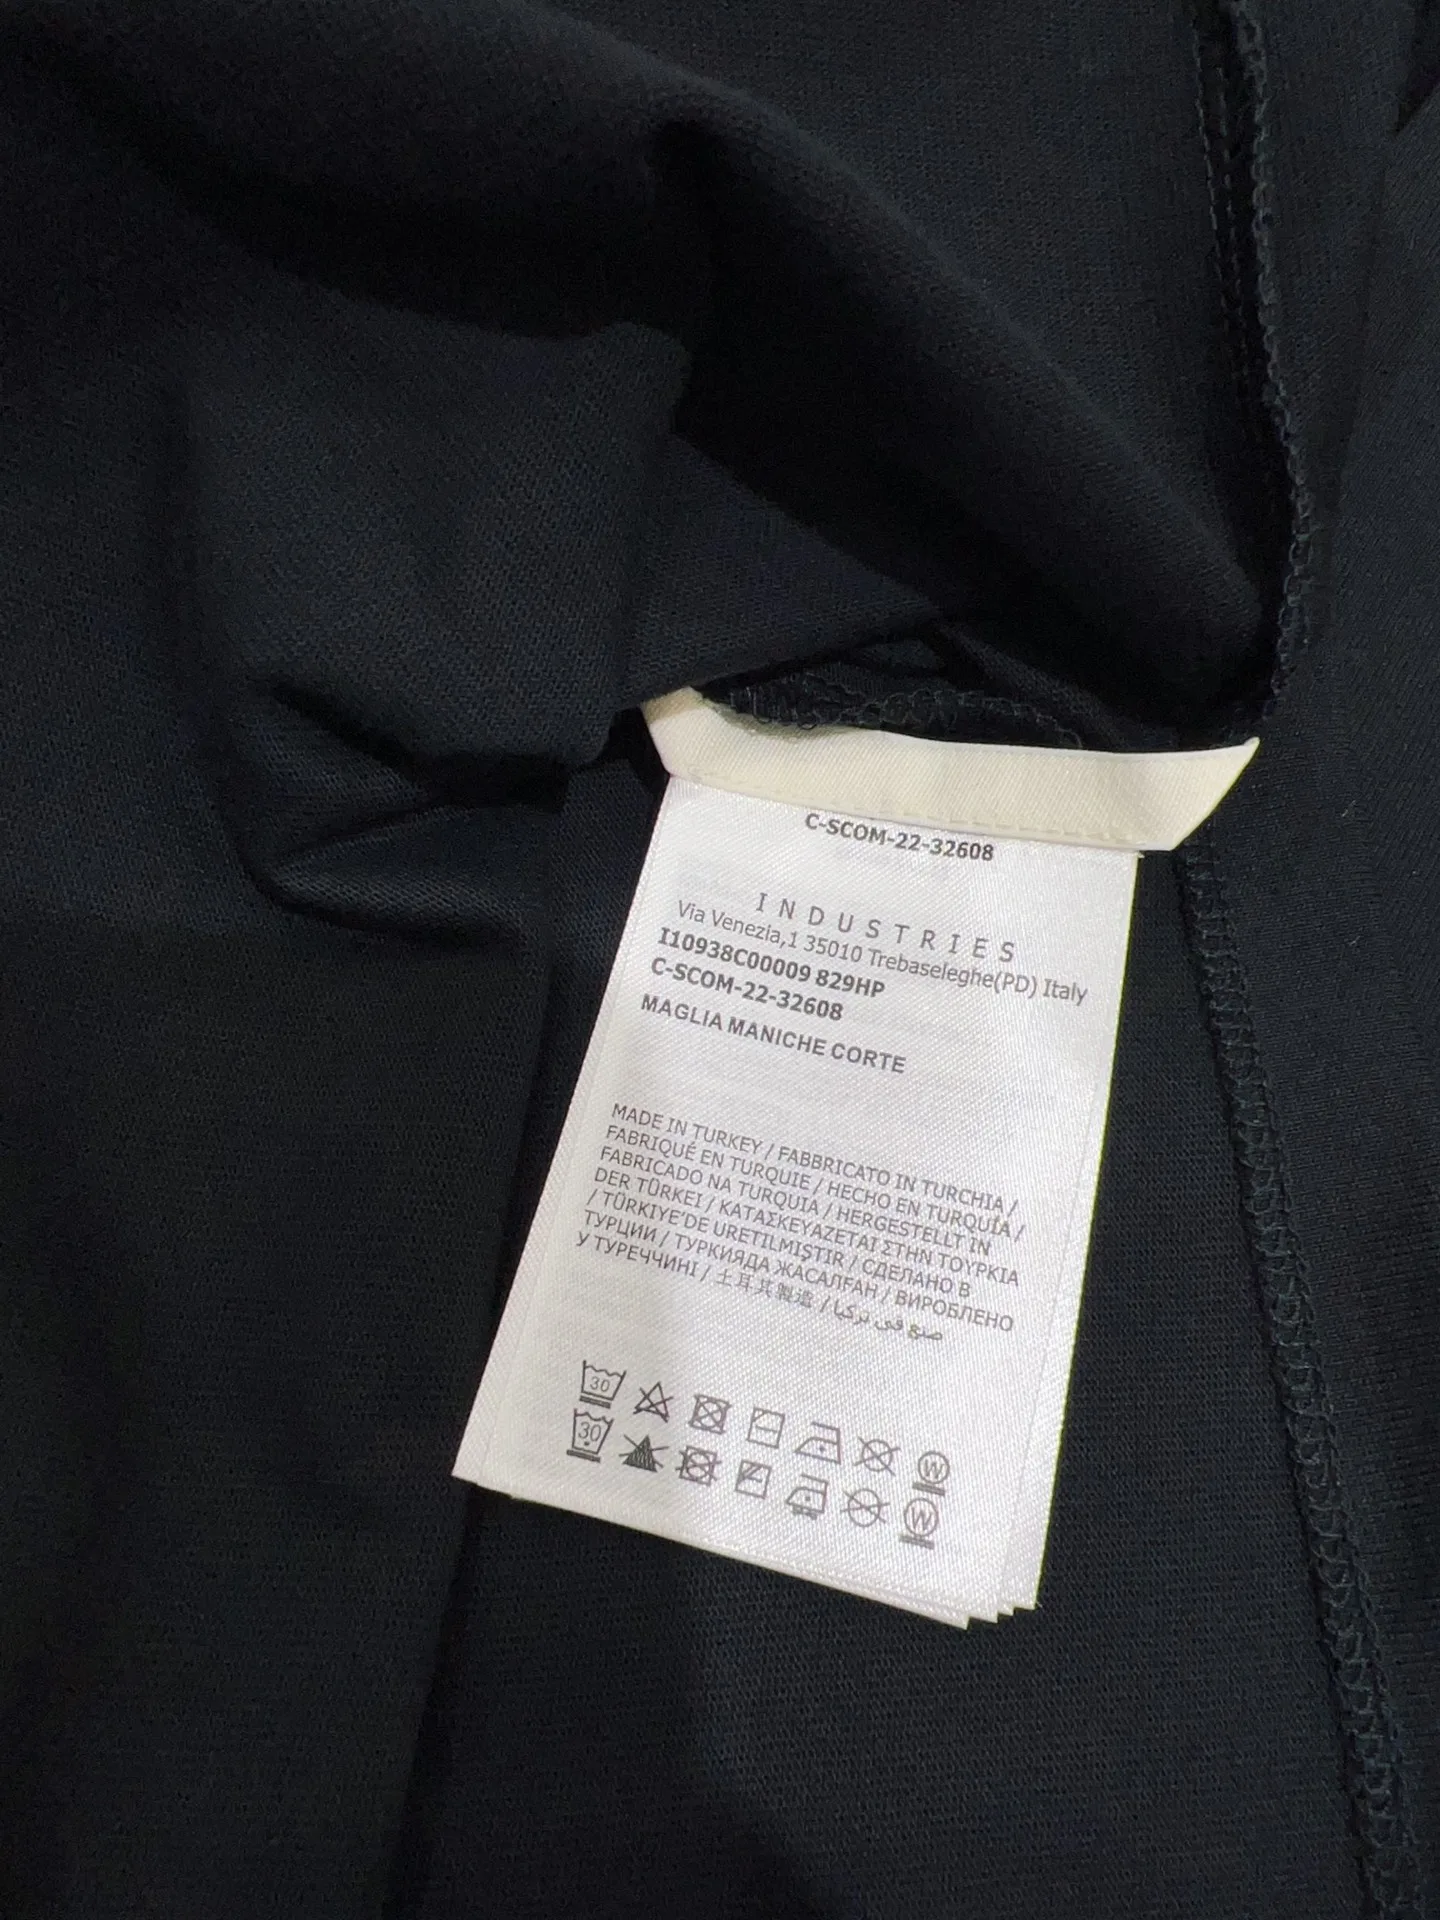 C-SCOM-22-32608
INDUSTRIES
Via Venezia,1 35010 Trebaseleghe(PD) Italy
I10938C00009 829HP
C-SCOM-22-32608
MAGLIA MANICHE CORTE
MADE IN TURKEY / FABBRICATO IN TURCHIA /
FABRIQUÉ EN TURQUIE / HECHO EN TURQUÍA /
FABRICADO NA TURQUIA / HERGESTELLT IN
DER TÜRKEI / ΚΑΤΑΣΚΕΥΑΖΕΤΑΙ ΣΤΗΝ ΤΟΥΡΚΙΑ
/ TÜRKIYE'DE URETILMIŞTIR / СДЕЛАНО В
ТУРЦИИ / ТУРКИЯДА ЖАСАЛҒАН / ВИРОБЛЕНО
У ТУРЕЧЧИНІ / 土耳其製造 / صنع في تركيا
30
W
30
W